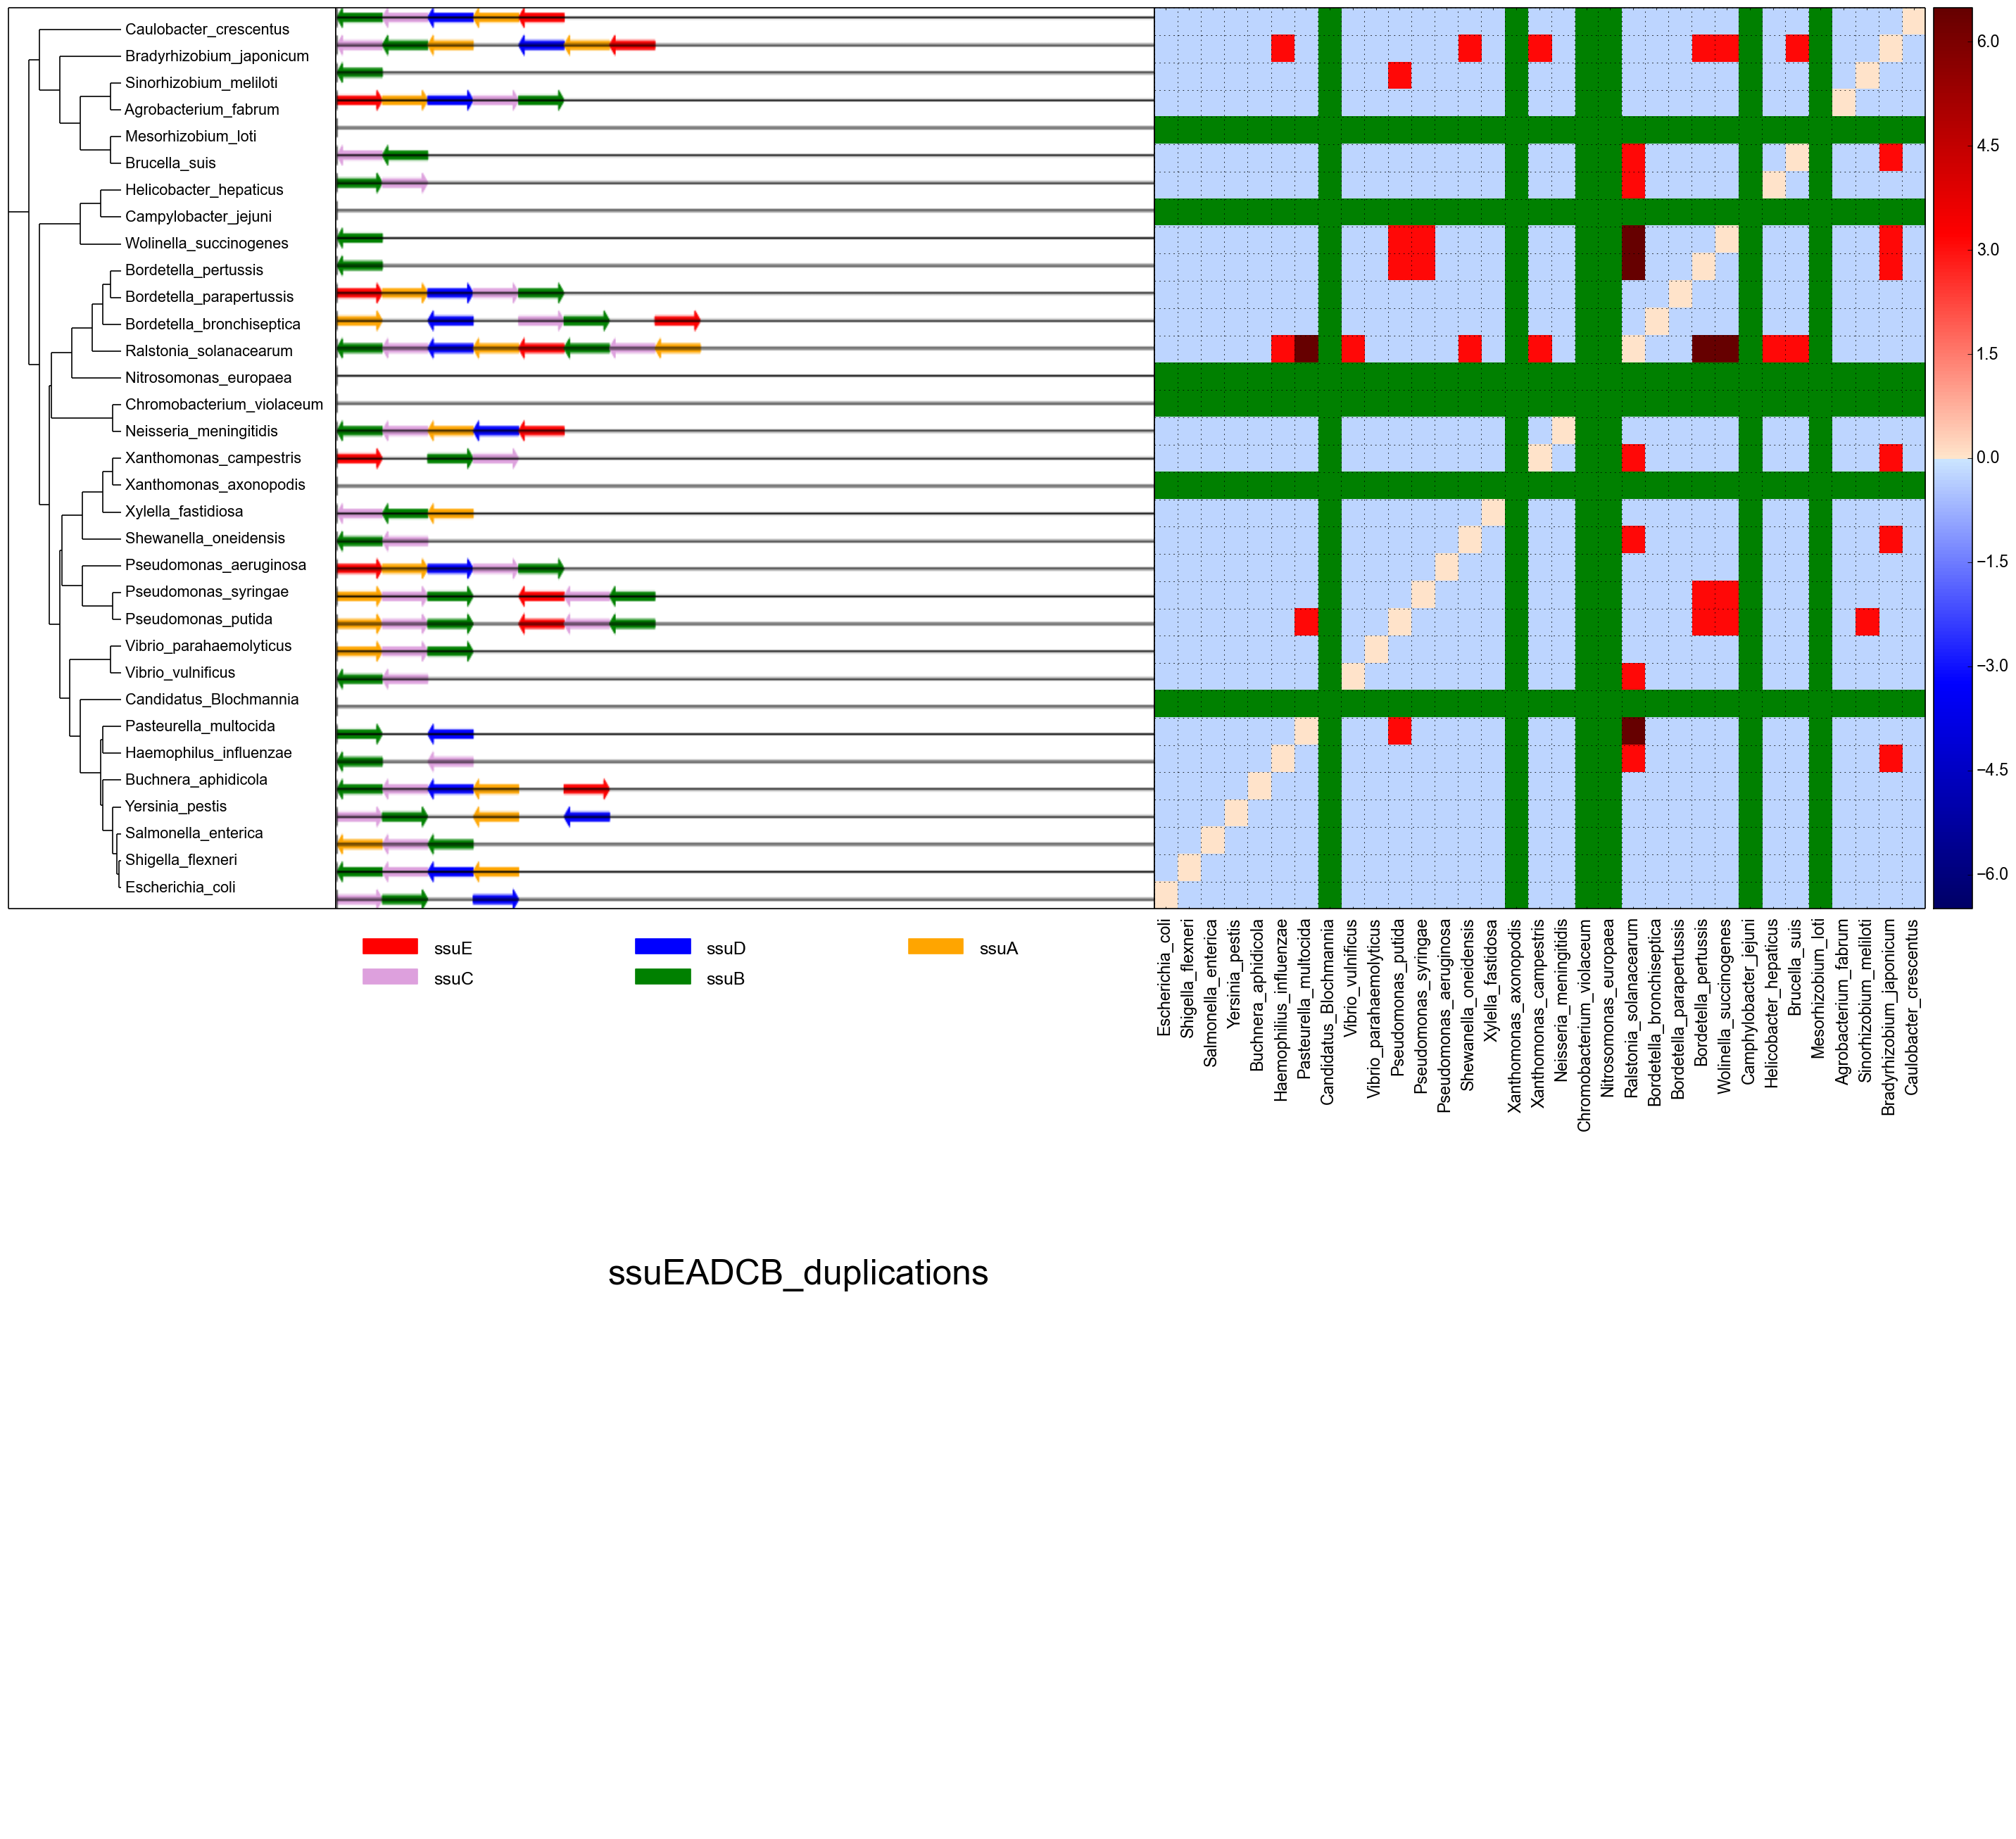 Caulobacter_crescentus
Bradyrhizobium_japonicum
Sinorhizobium_meliloti
Agrobacterium_fabrum
Mesorhizobium_loti
Brucella_suis
Helicobacter_hepaticus
Campylobacter_jejuni
Wolinella_succinogenes
Bordetella_pertussis
Bordetella_parapertussis
Bordetella_bronchiseptica
Ralstonia_solanacearum
Nitrosomonas_europaea
Chromobacterium_violaceum
Neisseria_meningitidis
Xanthomonas_campestris
Xanthomonas_axonopodis
Xylella_fastidiosa
Shewanella_oneidensis
Pseudomonas_aeruginosa
Pseudomonas_syringae
Pseudomonas_putida
Vibrio_parahaemolyticus
Vibrio_vulnificus
Candidatus_Blochmannia
Pasteurella_multocida
Haemophilus_influenzae
Buchnera_aphidicola
Yersinia_pestis
Salmonella_enterica
Shigella_flexneri
Escherichia_coli
6.0
4.5
3.0
1.5
0.0
−1.5
−3.0
−4.5
−6.0
Escherichia_coli
Shigella_flexneri
Salmonella_enterica
Yersinia_pestis
Buchnera_aphidicola
Haemophilus_influenzae
Pasteurella_multocida
Candidatus_Blochmannia
Vibrio_vulnificus
Vibrio_parahaemolyticus
Pseudomonas_putida
Pseudomonas_syringae
Pseudomonas_aeruginosa
Shewanella_oneidensis
Xylella_fastidosa
Xanthomonas_axonopodis
Xanthomonas_campestris
Neisseria_meningitidis
Chromobacterium_violaceum
Nitrosomonas_europaea
Ralstonia_solanacearum
Bordetella_bronchiseptica
Bordetella_parapertussis
Bordetella_pertussis
Wolinella_succinogenes
Camphylobacter_jejuni
Helicobacter_hepaticus
Brucella_suis
Mesorhizobium_loti
Agrobacterium_fabrum
Sinorhizobium_meliloti
Bradyrhizobium_japonicum
Caulobacter_crescentus
ssuE ssuD ssuA
ssuC ssuB
ssuEADCB_duplications